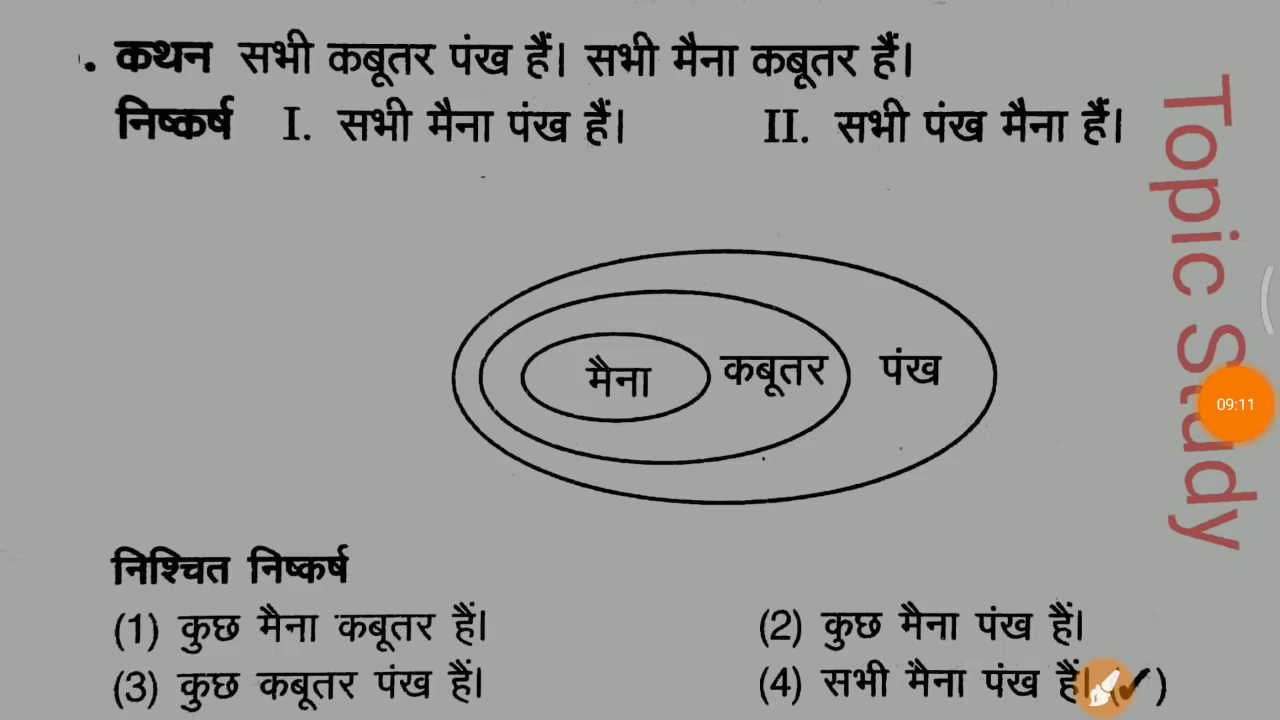 . कथन सभी कबूतर पंख हैं। सभी मैना कबूतर हैं।
निष्कर्ष I. सभी मैना पंख हैं। II. सभी पंख मैना हैं।
मैना कबूतर पंख
निश्चित निष्कर्ष
(1) कुछ मैना कबूतर हैं। (2) कुछ मैना पंख हैं।
(3) कुछ कबूतर पंख हैं। (4) सभी मैना पंख हैं। (✓)
Topic Study
09:11